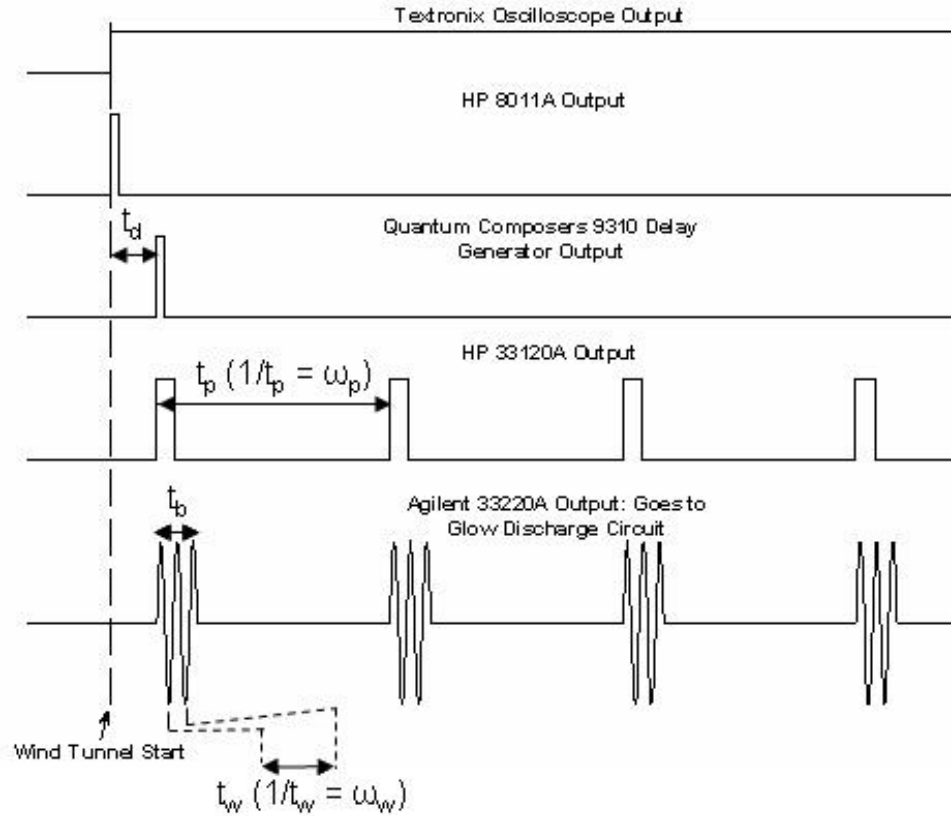 Textronix Oscilloscope Output
HP 8011A Output
t_d
Quantum Composers 9310 Delay
Generator Output
HP 33120A Output
t_p (1/t_p = ω_p)
t_b
Agilent 33220A Output: Goes to
Glow Discharge Circuit
Wind Tunnel Start
t_w (1/t_w = ω_w)